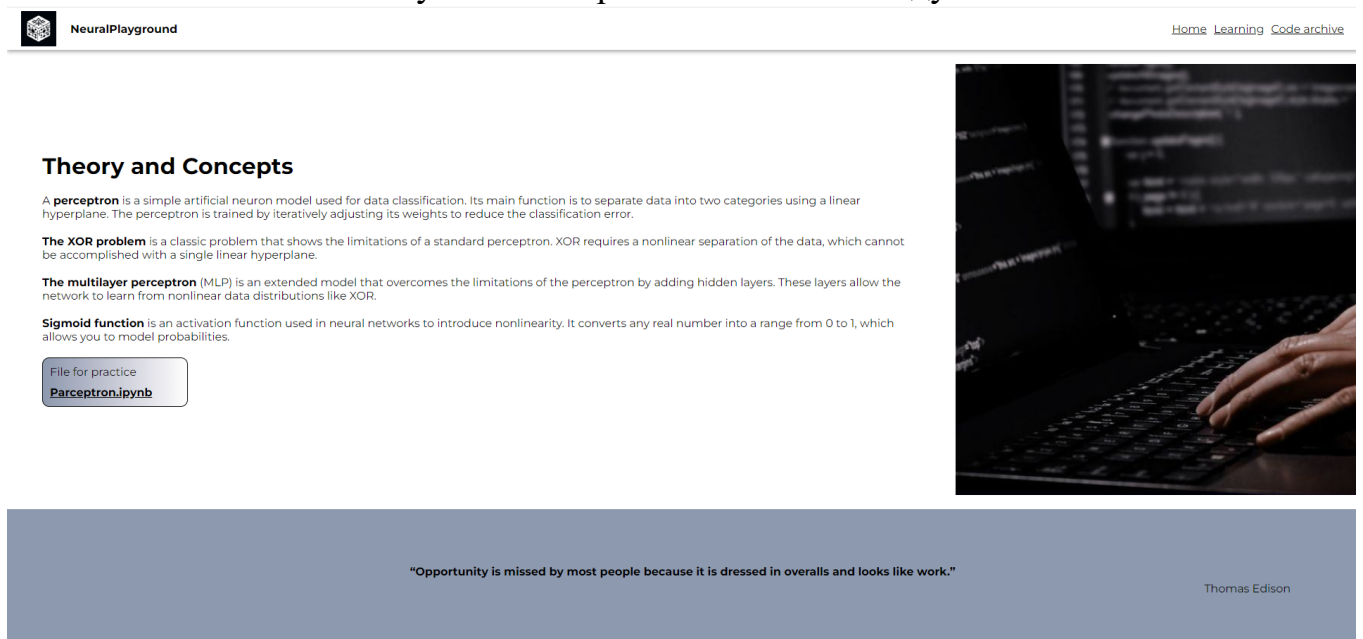 NeuralPlayground
Home Learning Code archive
Theory and Concepts
A perceptron is a simple artificial neuron model used for data classification. Its main function is to separate data into two categories using a linear
hyperplane. The perceptron is trained by iteratively adjusting its weights to reduce the classification error.
The XOR problem is a classic problem that shows the limitations of a standard perceptron. XOR requires a nonlinear separation of the data, which cannot
be accomplished with a single linear hyperplane.
The multilayer perceptron (MLP) is an extended model that overcomes the limitations of the perceptron by adding hidden layers. These layers allow the
network to learn from nonlinear data distributions like XOR.
Sigmoid function is an activation function used in neural networks to introduce nonlinearity. It converts any real number into a range from 0 to 1, which
allows you to model probabilities.
File for practice
Parceptron.ipynb
“Opportunity is missed by most people because it is dressed in overalls and looks like work.”
Thomas Edison